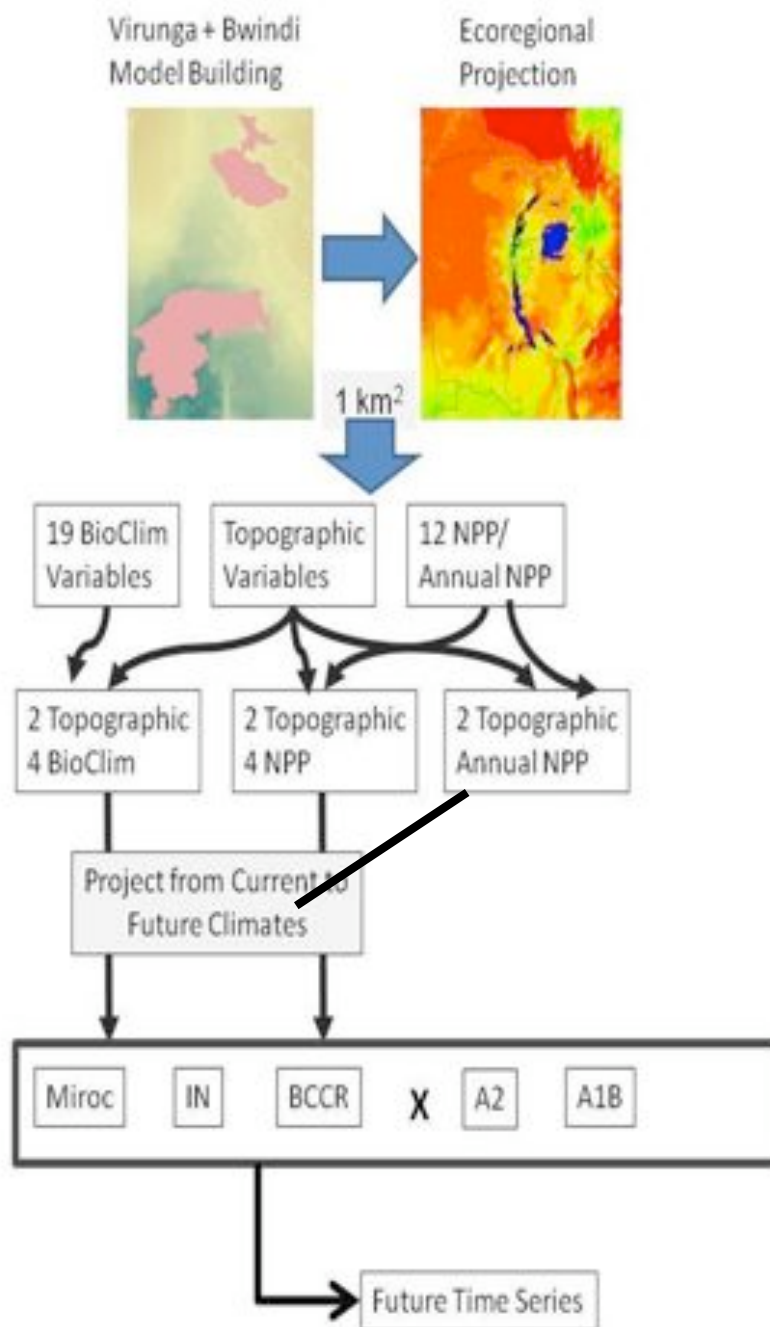 Virunga + Bwindi
Model Building
Ecoregional
Projection
1 km²
19 BioClim
Variables
Topographic
Variables
12 NPP/
Annual NPP
2 Topographic
4 BioClim
2 Topographic
4 NPP
2 Topographic
Annual NPP
Project from Current to
Future Climates
Miroc
IN
BCCR
X
A2
A1B
Future Time Series